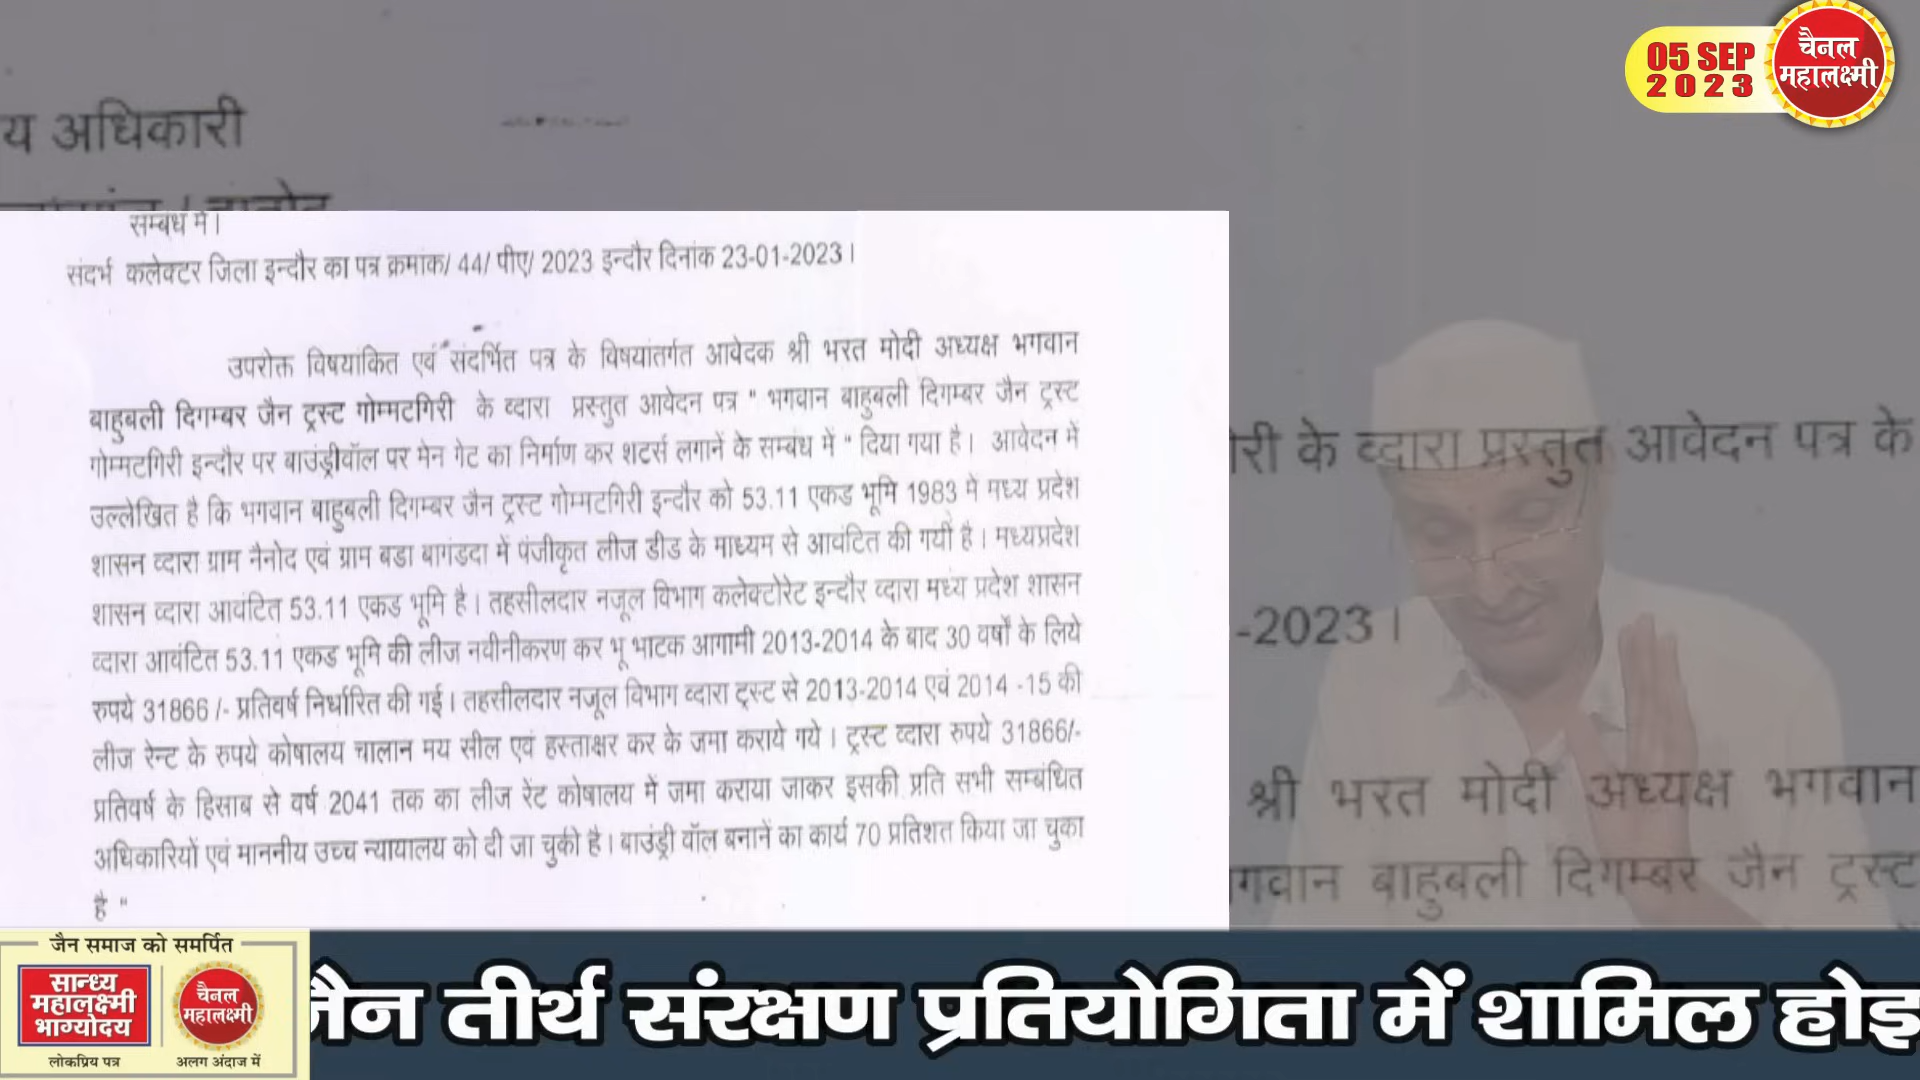 05 SEP
2023
चैनल
महालक्ष्मी
य अधिकारी
सम्बंध में।
संदर्भ कलेक्टर जिला इन्दौर का पत्र क्रमांक/ 44/ पीए/ 2023 इन्दौर दिनांक 23-01-2023।
उपरोक्त विषयांकित एवं संदर्भित पत्र के विषयांतर्गत आवेदक श्री भरत मोदी अध्यक्ष भगवान
बाहुबली दिगम्बर जैन ट्रस्ट गोम्मटगिरी के व्दारा प्रस्तुत आवेदन पत्र " भगवान बाहुबली दिगम्बर जैन ट्रस्ट
गोम्मटगिरी इन्दौर पर बाउंड्रीवॉल पर मेन गेट का निर्माण कर शटर्स लगानें के सम्बंध में " दिया गया है। आवेदन में
उल्लेखित है कि भगवान बाहुबली दिगम्बर जैन ट्रस्ट गोम्मटगिरी इन्दौर को 53.11 एकड भूमि 1983 मे मध्य प्रदेश
शासन व्दारा ग्राम नैनोद एवं ग्राम बडा बागंडदा में पंजीकृत लीज डीड के माध्यम से आवंटित की गयी है। मध्यप्रदेश
शासन व्दारा आवंटित 53.11 एकड भूमि है। तहसीलदार नजूल विभाग कलेक्टोरेट इन्दौर व्दारा मध्य प्रदेश शासन
व्दारा आवंटित 53.11 एकड भूमि की लीज नवीनीकरण कर भू भाटक आगामी 2013-2014 के बाद 30 वर्षों के लिये
रुपये 31866 /- प्रतिवर्ष निर्धारित की गई। तहसीलदार नजूल विभाग व्दारा ट्रस्ट से 2013-2014 एवं 2014 -15 की
लीज रेन्ट के रुपये कोषालय चालान मय सील एवं हस्ताक्षर कर के जमा कराये गये। ट्रस्ट व्दारा रुपये 31866/-
प्रतिवर्ष के हिसाब से वर्ष 2041 तक का लीज रेंट कोषालय में जमा कराया जाकर इसकी प्रति सभी सम्बंधित
अधिकारियों एवं माननीय उच्च न्यायालय को दी जा चुकी है। बाउंड्री वॉल बनानें का कार्य 70 प्रतिशत किया जा चुका
है "
री के व्दारा प्रस्तुत आवेदन पत्र के
-2023।
श्री भरत मोदी अध्यक्ष भगवान
गवान बाहुबली दिगम्बर जैन ट्रस्ट
जैन समाज को समर्पित
सान्ध्य
महालक्ष्मी
भाग्योदय
लोकप्रिय पत्र
चैनल
महालक्ष्मी
अलग अंदाज में
जैन तीर्थ संरक्षण प्रतियोगिता में शामिल होइ